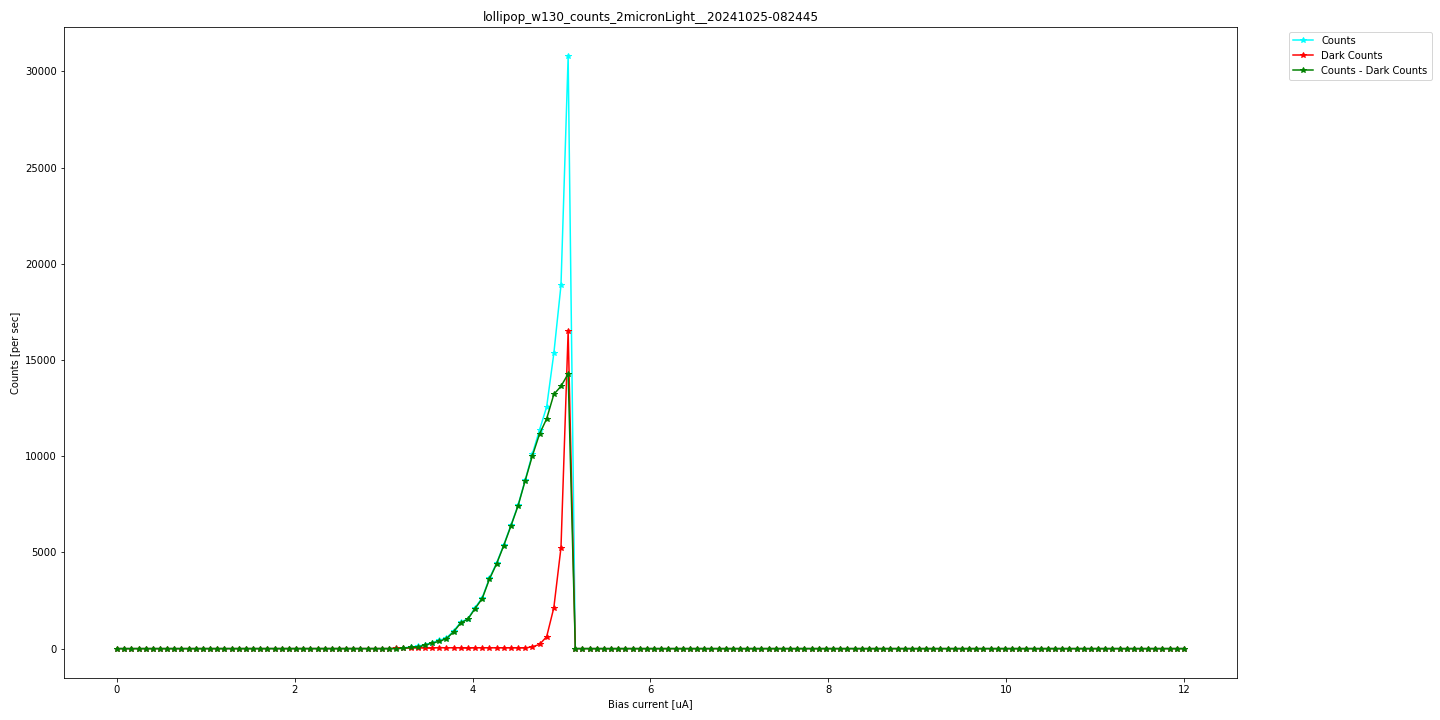 lollipop_w130_counts_2micronLight__20241025-082445
Counts
Dark Counts
Counts - Dark Counts
Counts [per sec]
30000
25000
20000
15000
10000
5000
0
0 2 4 6 8 10 12
Bias current [uA]